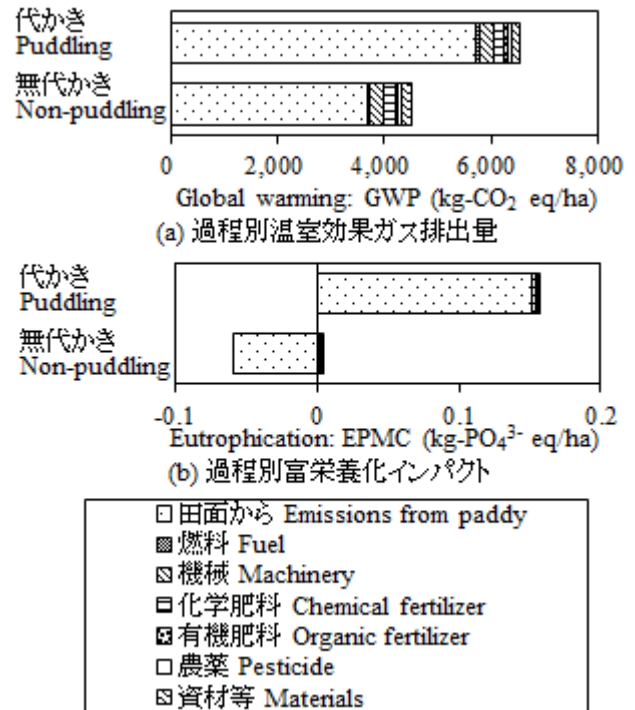 代かき
Puddling
無代かき
Non-puddling
0 2,000 4,000 6,000 8,000
Global warming: GWP (kg-CO₂ eq/ha)
(a) 過程別温室効果ガス排出量
代かき
Puddling
無代かき
Non-puddling
-0.1 0 0.1 0.2
Eutrophication: EPMC (kg-PO₄³⁻ eq/ha)
(b) 過程別富栄養化インパクト
田面から Emissions from paddy
燃料 Fuel
機械 Machinery
化学肥料 Chemical fertilizer
有機肥料 Organic fertilizer
農薬 Pesticide
資材等 Materials